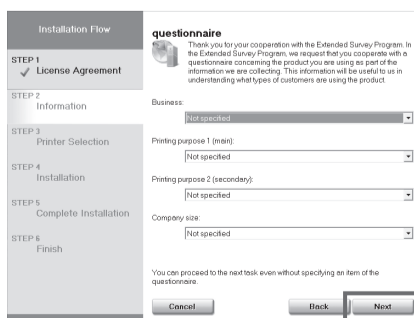 Installation Flow
STEP 1
License Agreement
STEP 2
Information
STEP 3
Printer Selection
STEP 4
Installation
STEP 5
Complete Installation
STEP 6
Finish
questionnaire
Thank you for your cooperation with the Extended Survey Program. In
the Extended Survey Program, we request that you cooperate with a
questionnaire concerning the product you are using as part of the
information we are collecting. This information will be useful to us in
understanding what types of customers are using the product.
Business:
Not specified
Printing purpose 1 (main):
Not specified
Printing purpose 2 (secondary):
Not specified
Company size:
Not specified
You can proceed to the next task even without specifying an item of the
questionnaire.
Cancel
Back
Next